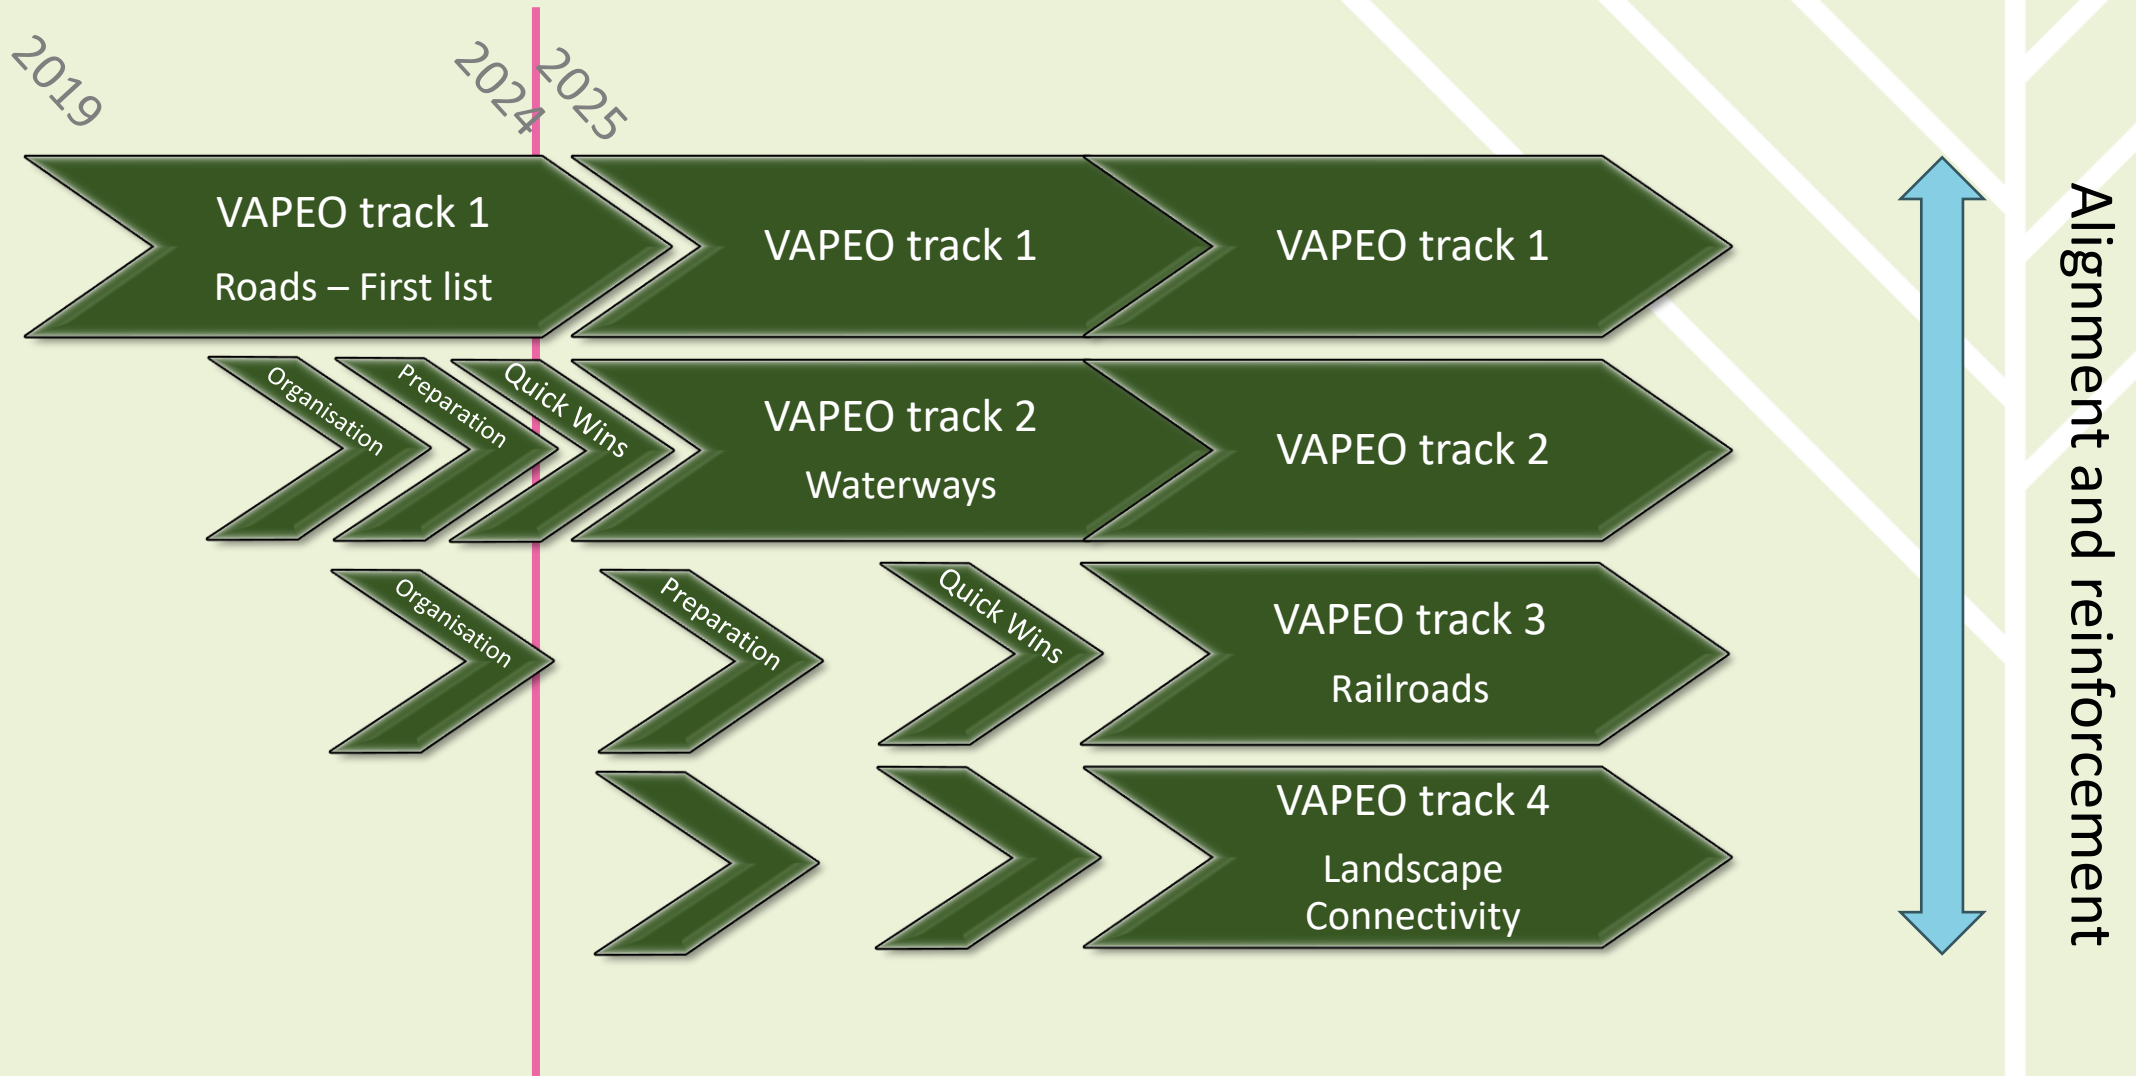 2019
2024
2025
VAPEO track 1
Roads – First list
VAPEO track 1
VAPEO track 1
Organisation
Preparation
Quick Wins
VAPEO track 2
Waterways
VAPEO track 2
Organisation
Preparation
Quick Wins
VAPEO track 3
Railroads
VAPEO track 4
Landscape
Connectivity
Alignment and reinforcement